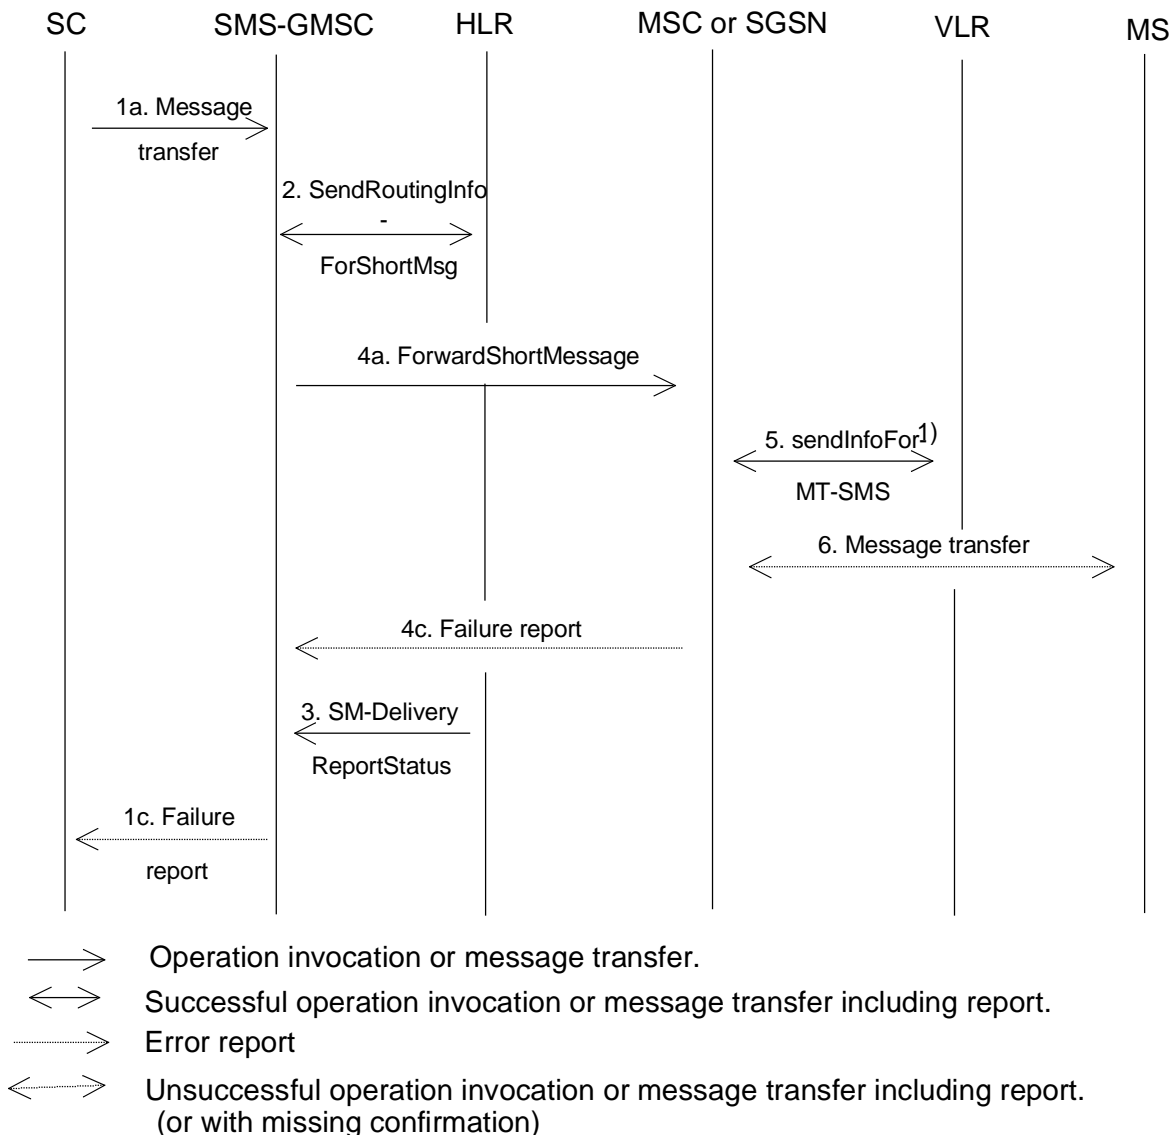 SC SMS-GMSC HLR MSC or SGSN VLR MS
1a. Message
transfer
2. SendRoutingInfo
-
ForShortMsg
4a. ForwardShortMessage
5. sendInfoFor- 1)
MT-SMS
6. Message transfer
4c. Failure report
3. SM-Delivery
ReportStatus
1c. Failure
report
Operation invocation or message transfer.
Successful operation invocation or message transfer including report.
Error report
Unsuccessful operation invocation or message transfer including report.
(or with missing confirmation)